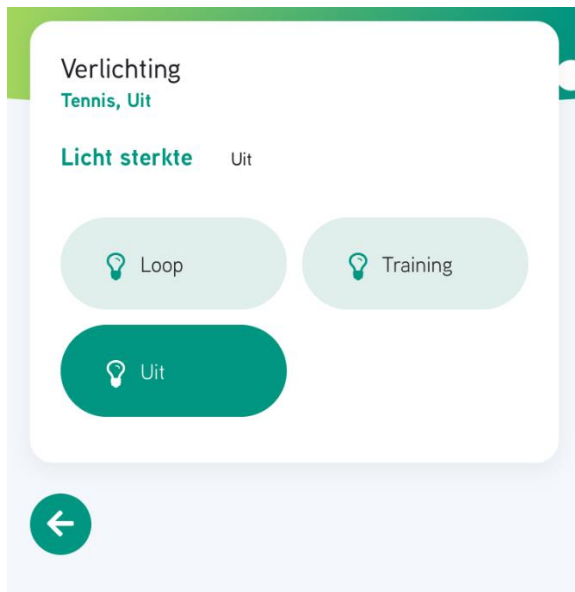 Verlichting
Tennis, Uit
Licht sterkte Uit
Loop Training
Uit